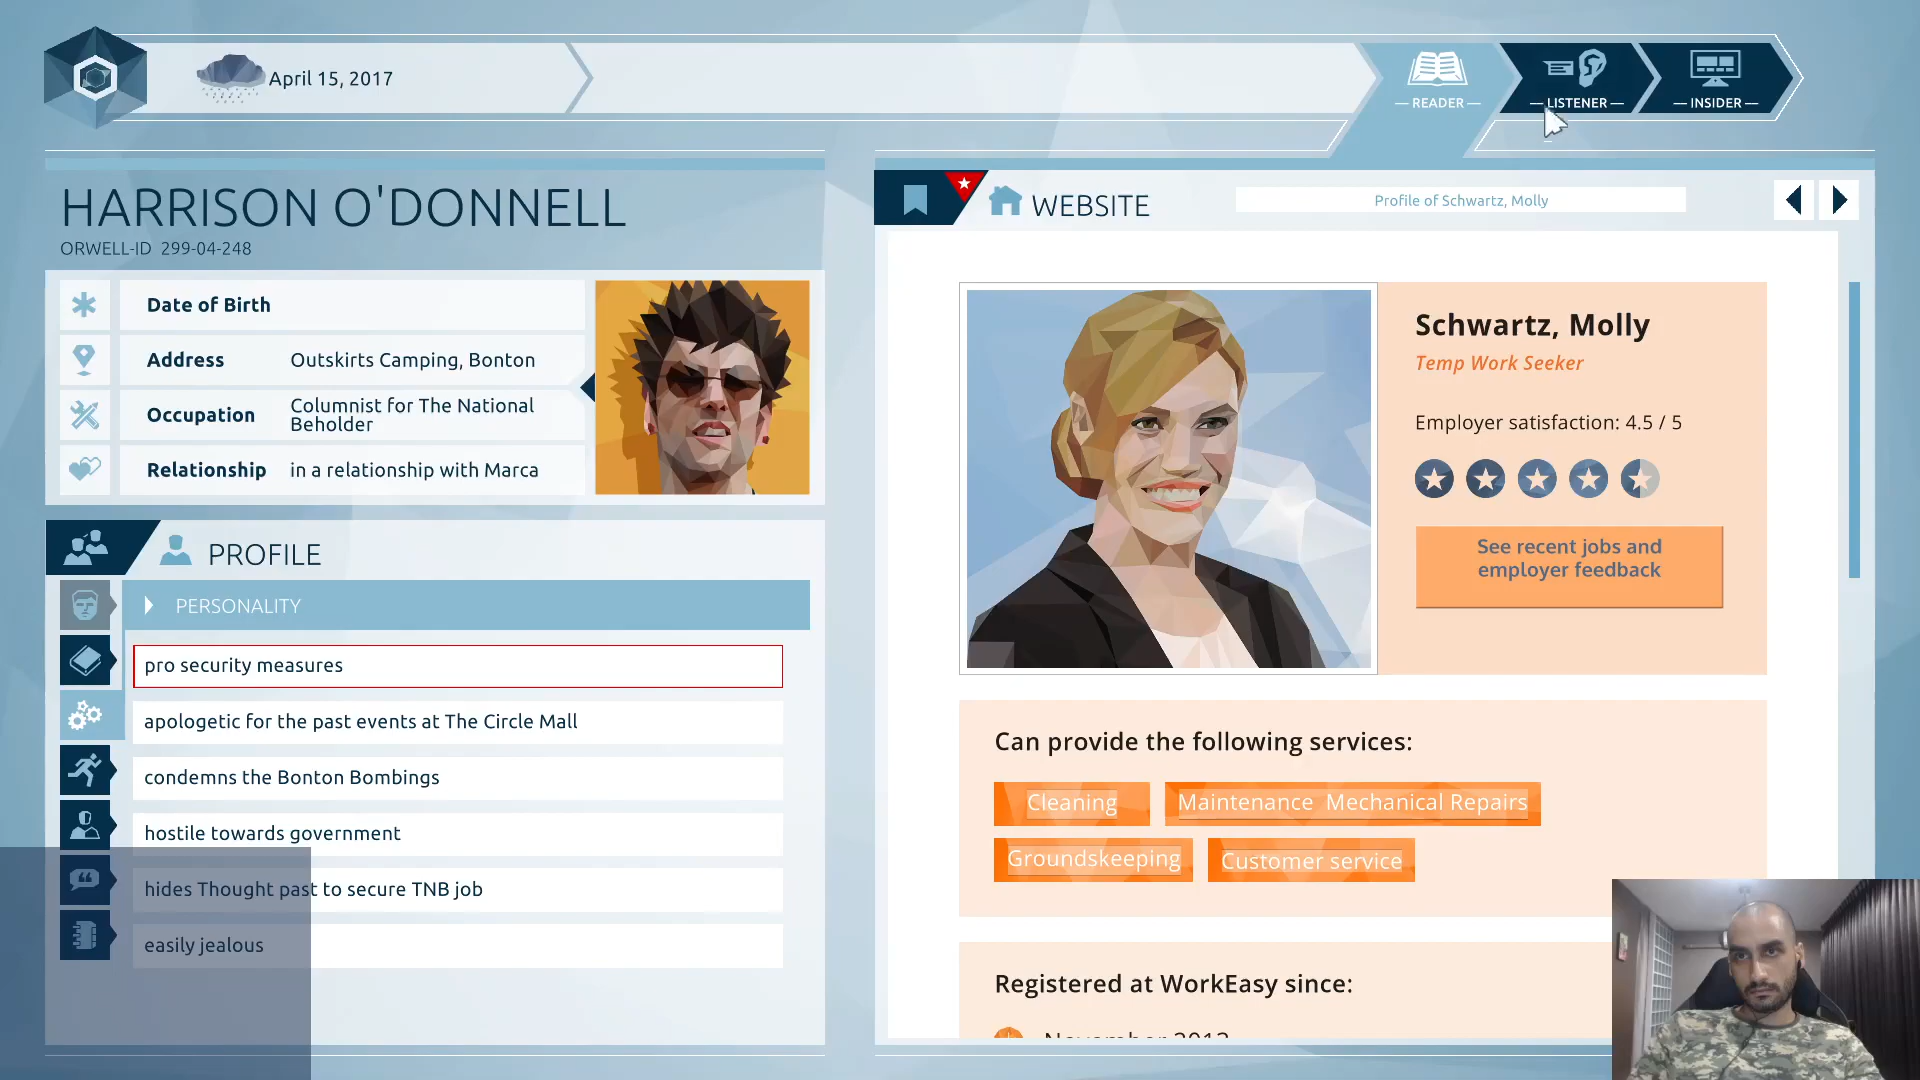 April 15, 2017
READER
LISTENER
INSIDER
HARRISON O'DONNELL
ORWELL-ID 299-04-248
Date of Birth
Address Outskirts Camping, Bonton
Occupation Columnist for The National
Beholder
Relationship in a relationship with Marca
PROFILE
PERSONALITY
pro security measures
apologetic for the past events at The Circle Mall
condemns the Bonton Bombings
hostile towards government
hides Thought past to secure TNB job
easily jealous
WEBSITE
Profile of Schwartz, Molly
Schwartz, Molly
Temp Work Seeker
Employer satisfaction: 4.5 / 5
See recent jobs and
employer feedback
Can provide the following services:
Cleaning
Maintenance Mechanical Repairs
Groundskeeping
Customer service
Registered at WorkEasy since: